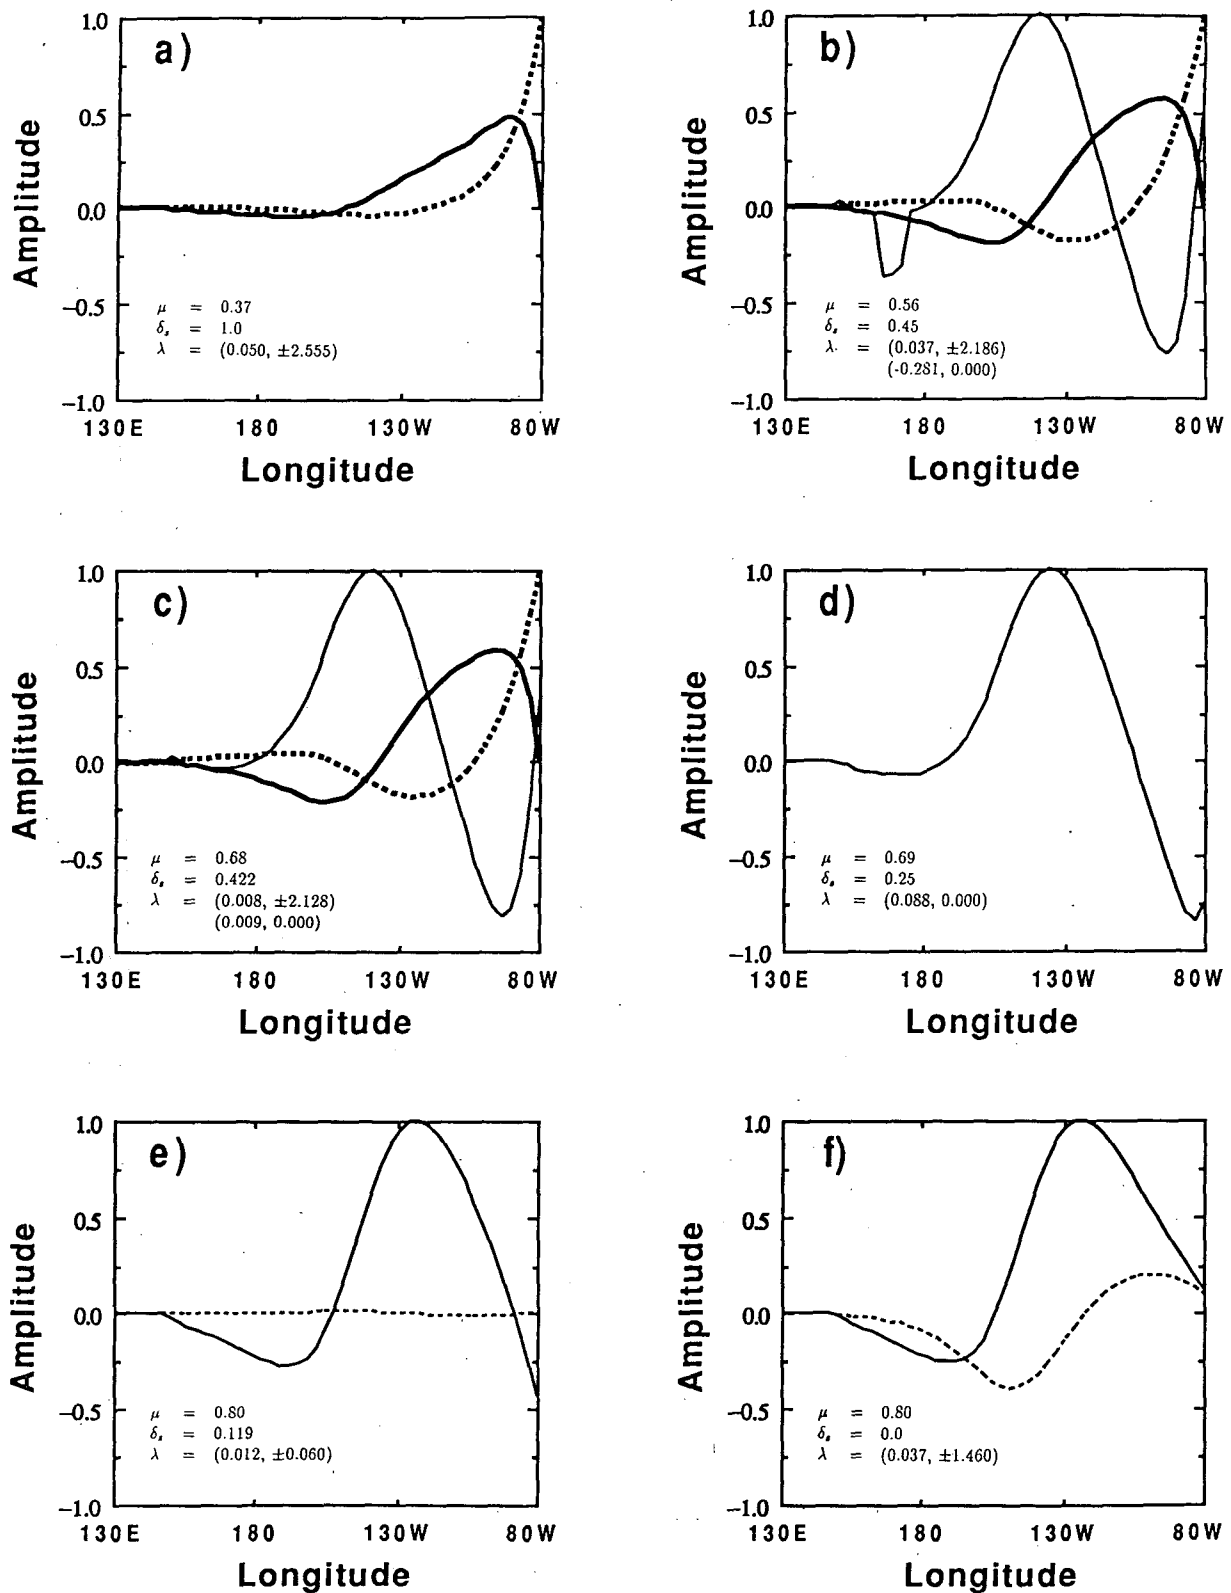 a)
1.0
0.5
0.0
−0.5
−1.0
Amplitude
μ = 0.37
δs = 1.0
λ = (0.050, ±2.555)
130E 180 130W 80W
Longitude
b)
1.0
0.5
0.0
−0.5
−1.0
Amplitude
μ = 0.56
δs = 0.45
λ = (0.037, ±2.186)
(-0.281, 0.000)
130E 180 130W 80W
Longitude
c)
1.0
0.5
0.0
−0.5
−1.0
Amplitude
μ = 0.68
δs = 0.422
λ = (0.008, ±2.128)
(0.009, 0.000)
130E 180 130W 80W
Longitude
d)
1.0
0.5
0.0
−0.5
−1.0
Amplitude
μ = 0.69
δs = 0.25
λ = (0.088, 0.000)
130E 180 130W 80W
Longitude
e)
1.0
0.5
0.0
−0.5
−1.0
Amplitude
μ = 0.80
δs = 0.119
λ = (0.012, ±0.060)
130E 180 130W 80W
Longitude
f)
1.0
0.5
0.0
−0.5
−1.0
Amplitude
μ = 0.80
δs = 0.0
λ = (0.037, ±1.460)
130E 180 130W 80W
Longitude